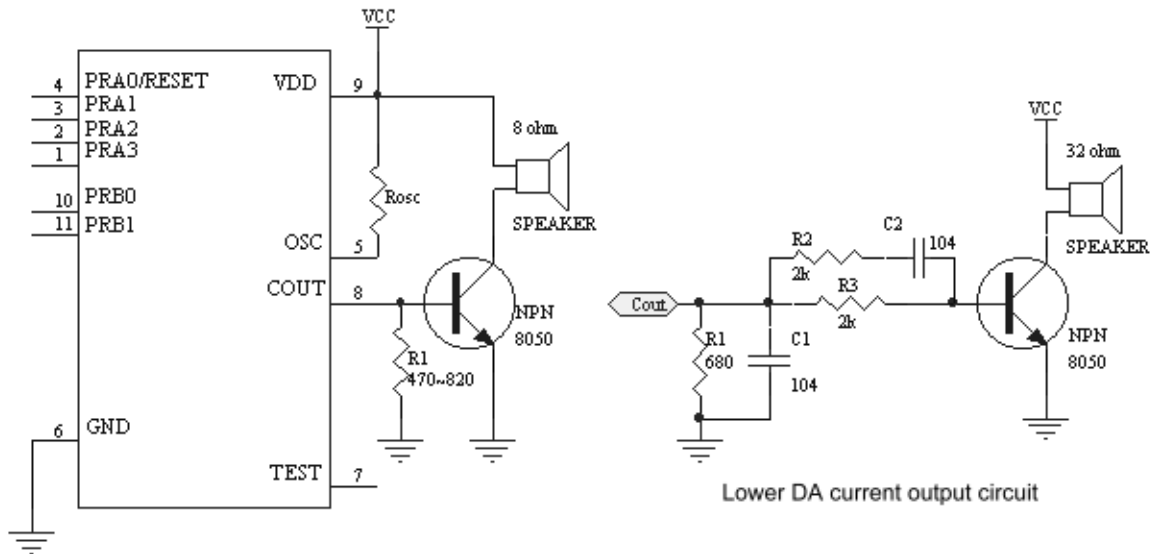 VCC
4 PRA0/RESET
3 PRA1
2 PRA2
1 PRA3
10 PRB0
11 PRB1
6 GND
VDD 9
OSC 5
COUT 8
TEST 7
Rosc
8 ohm
SPEAKER
NPN
8050
R1
470~820
VCC
32 ohm
SPEAKER
C2
104
R2
2k
R3
2k
Cout
R1
680
C1
104
NPN
8050
Lower DA current output circuit